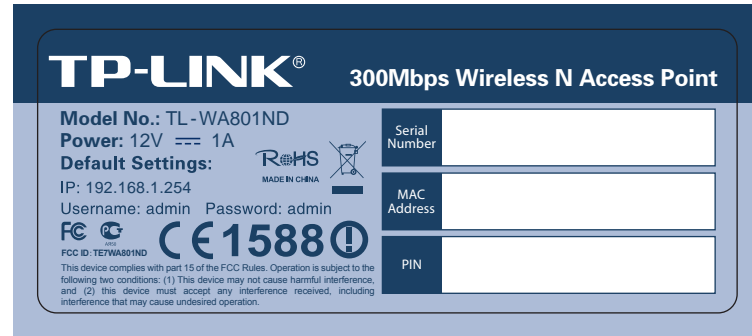 TP-LINK®
300Mbps Wireless N Access Point
Model No.: TL-WA801ND
Power: 12V 1A
Default Settings:
IP: 192.168.1.254
Username: admin Password: admin
RoHS
MADE IN CHINA
FC
CE1588
FCC ID: TE7WA801ND
This device complies with part 15 of the FCC Rules. Operation is subject to the
following two conditions: (1) This device may not cause harmful interference,
and (2) this device must accept any interference received, including
interference that may cause undesired operation.
Serial
Number
MAC
Address
PIN